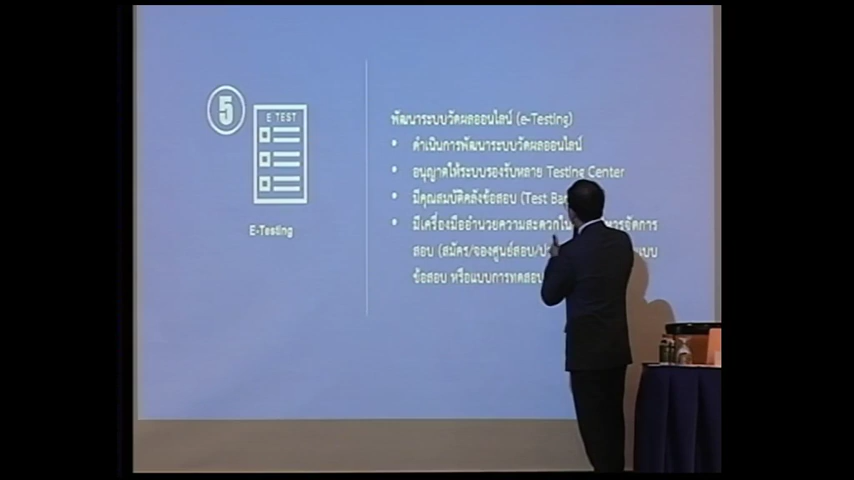 5
E TEST
E-Testing
พัฒนาระบบวัดผลออนไลน์ (e-Testing)
• ดำเนินการพัฒนาระบบวัดผลออนไลน์
• อนุญาตให้ระบบรองรับหลาย Testing Center
• มีคุณสมบัติคลังข้อสอบ (Test
• มีเครื่องมืออำนวยความสะดวกใน จัดการ
สอบ (สมัคร/จองศูนย์สอบ/
ข้อสอบ หรือแบบการทดสอบ